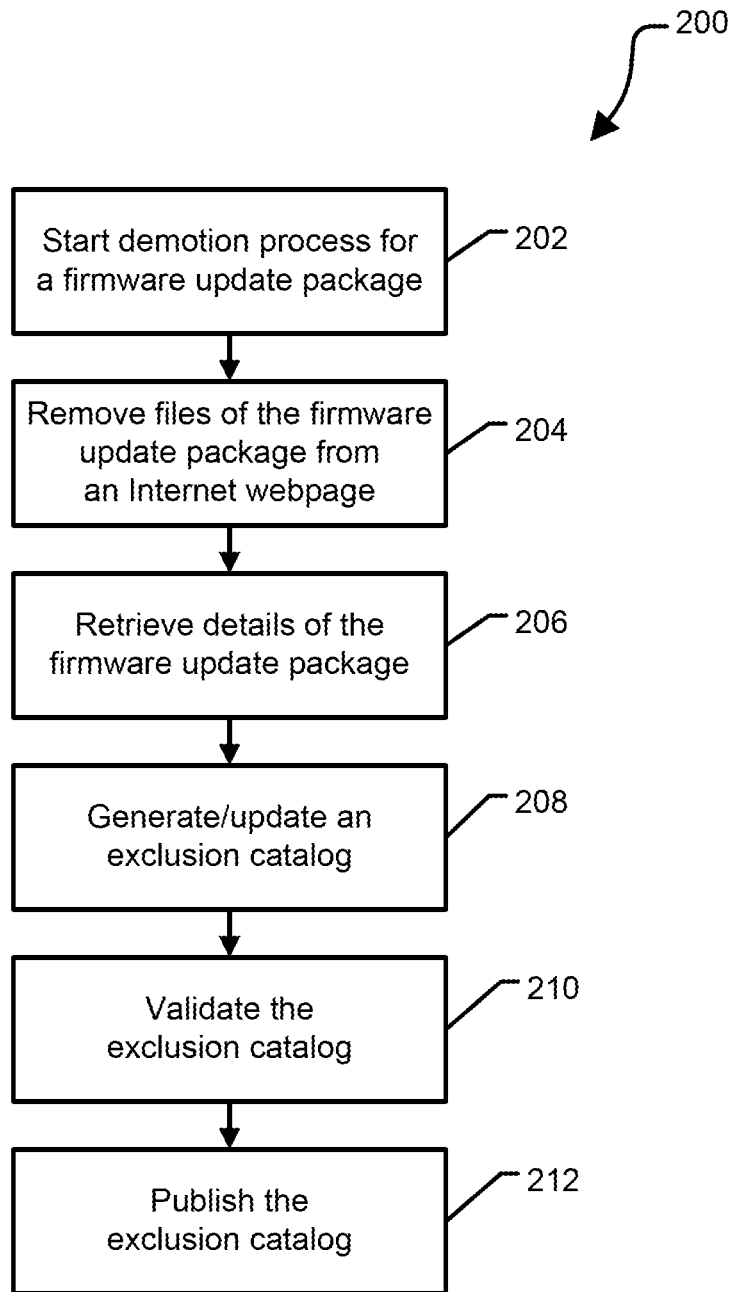 200
Start demotion process for
a firmware update package
202
Remove files of the firmware
update package from
an Internet webpage
204
Retrieve details of the
firmware update package
206
Generate/update an
exclusion catalog
208
Validate the
exclusion catalog
210
Publish the
exclusion catalog
212